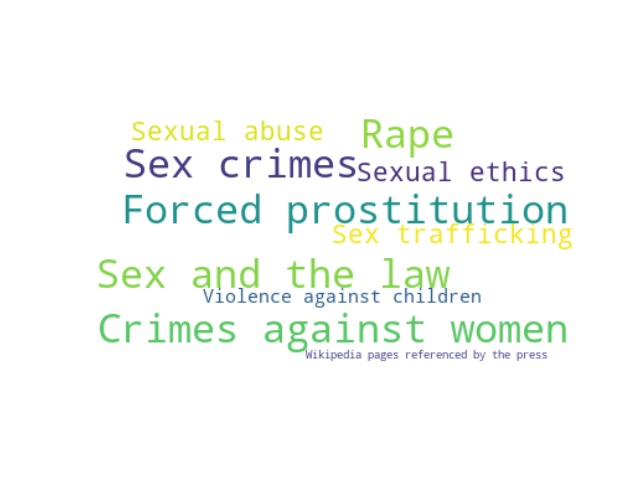 Sexual abuse
Rape
Sex crimes
Sexual ethics
Forced prostitution
Sex trafficking
Sex and the law
Violence against children
Crimes against women
Wikipedia pages referenced by the press